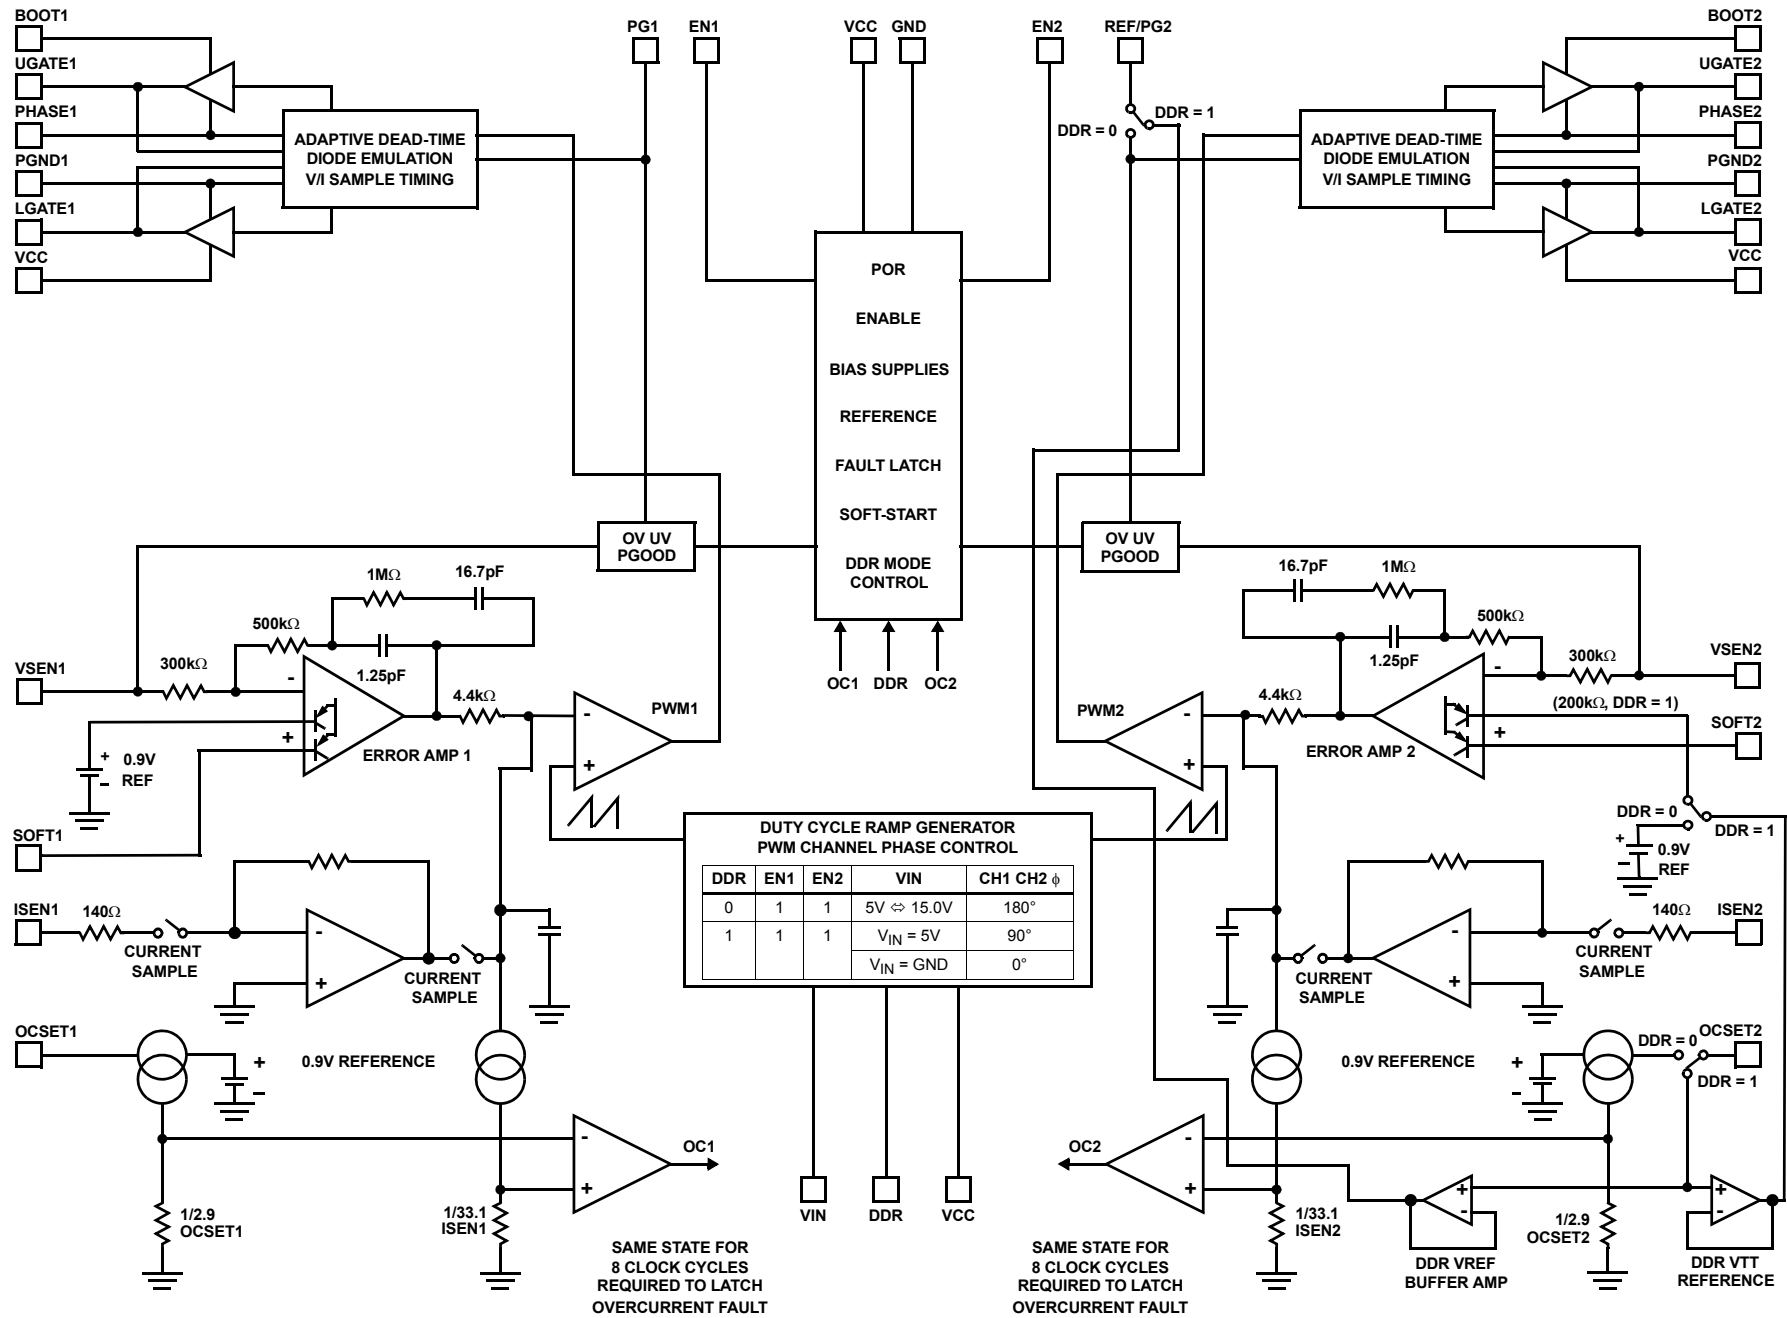 BOOT1
UGATE1
PHASE1
PGND1
LGATE1
VCC
ADAPTIVE DEAD-TIME
DIODE EMULATION
V/I SAMPLE TIMING
PG1
EN1
VCC
GND
EN2
REF/PG2
DDR = 1
DDR = 0
BOOT2
UGATE2
PHASE2
PGND2
LGATE2
VCC
ADAPTIVE DEAD-TIME
DIODE EMULATION
V/I SAMPLE TIMING
POR
ENABLE
BIAS SUPPLIES
REFERENCE
FAULT LATCH
SOFT-START
DDR MODE
CONTROL
OC1
DDR
OC2
OV UV
PGOOD
OV UV
PGOOD
1MΩ
16.7pF
500kΩ
1.25pF
VSEN1
300kΩ
-
+
4.4kΩ
ERROR AMP 1
+
-
0.9V
REF
SOFT1
-
+
PWM1
16.7pF
1MΩ
500kΩ
1.25pF
300kΩ
VSEN2
(200kΩ, DDR = 1)
SOFT2
-
+
4.4kΩ
ERROR AMP 2
PWM2
-
+
DDR = 0
DDR = 1
+
-
0.9V
REF
DUTY CYCLE RAMP GENERATOR
PWM CHANNEL PHASE CONTROL
DDR EN1 EN2 VIN CH1 CH2 ϕ
0 1 1 5V ⇔ 15.0V 180°
1 1 1 VIN = 5V 90°
VIN = GND 0°
VIN
DDR
VCC
ISEN1
140Ω
CURRENT
SAMPLE
-
+
CURRENT
SAMPLE
ISEN2
140Ω
CURRENT
SAMPLE
-
+
CURRENT
SAMPLE
OCSET1
+
-
0.9V REFERENCE
1/2.9
OCSET1
1/33.1
ISEN1
-
+
OC1
SAME STATE FOR
8 CLOCK CYCLES
REQUIRED TO LATCH
OVERCURRENT FAULT
0.9V REFERENCE
+
-
DDR = 0
OCSET2
DDR = 1
OC2
-
+
1/33.1
ISEN2
SAME STATE FOR
8 CLOCK CYCLES
REQUIRED TO LATCH
OVERCURRENT FAULT
+
-
DDR VREF
BUFFER AMP
1/2.9
OCSET2
+
-
DDR VTT
REFERENCE